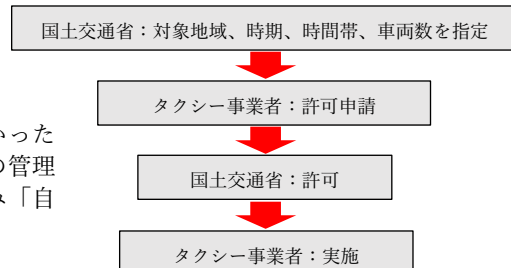 国土交通省：対象地域、時期、時間帯、車両数を指定
タクシー事業者：許可申請
国土交通省：許可
タクシー事業者：実施
いった
の管理
「自